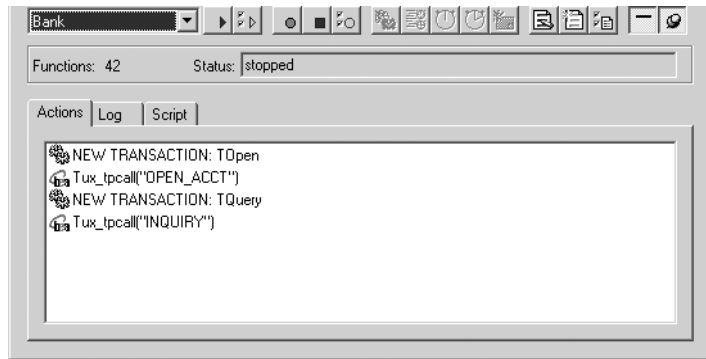 Bank
Functions: 42 Status: stopped
Actions Log Script
NEW TRANSACTION: TOpen
Tux_tpcall("OPEN_ACCT")
NEW TRANSACTION: TQuery
Tux_tpcall("INQUIRY")